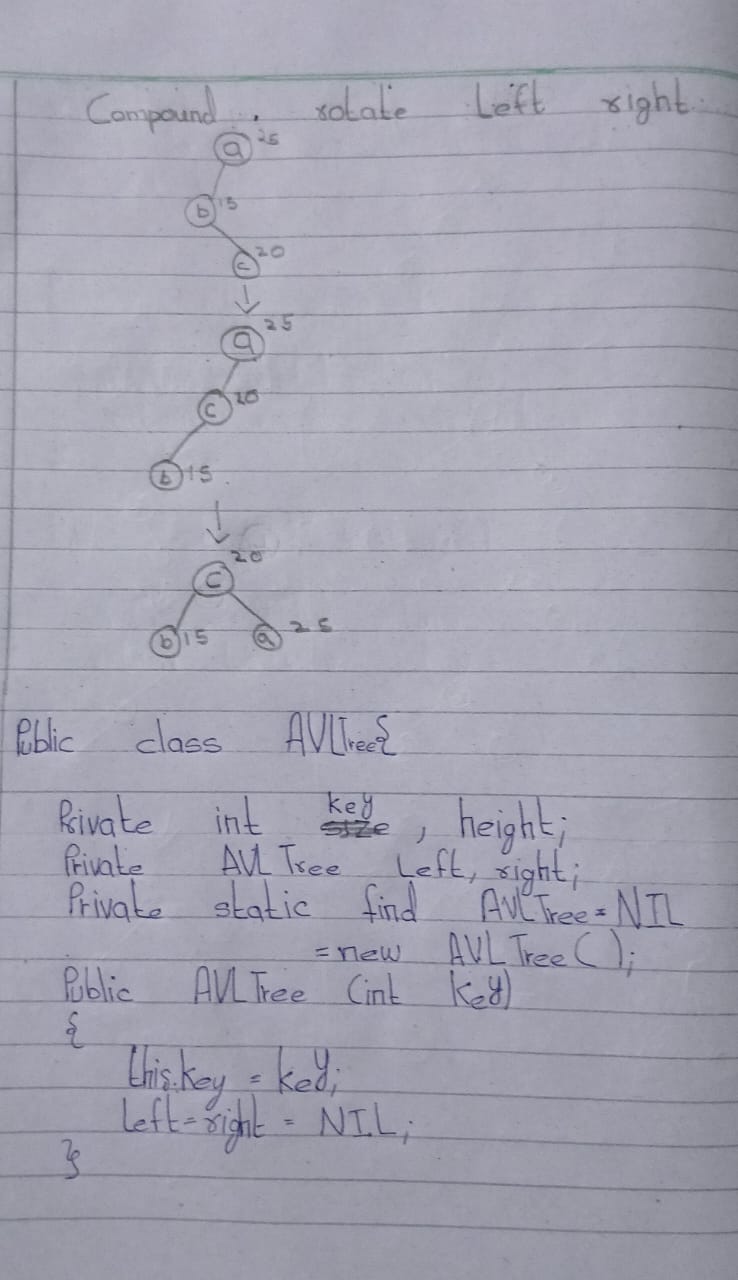 Compound, rotate Left right.
a 25
b 15
c 20
a 25
c 20
b 15
c 20
b 15 a 25
Public class AVLTree{
Private int key, height;
Private AVL Tree Left, right;
Private static find AVL Tree = NIL
= new AVL Tree ();
Public AVL Tree (int Key)
{
this.key = key;
Left = right = NIL;
}